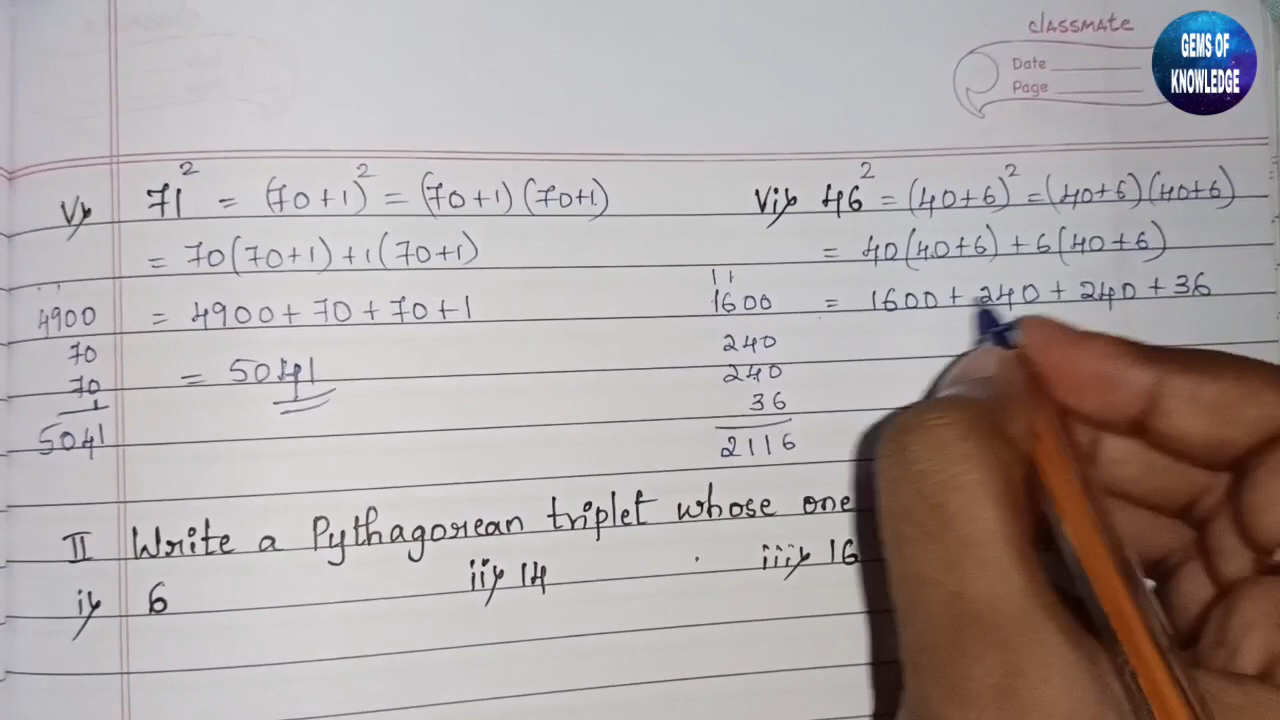 classmate
Date
Page
GEMS OF
KNOWLEDGE
v) 71² = (70+1)² = (70+1)(70+1)
= 70(70+1)+1(70+1)
= 4900+70+70+1
= 5041
4900
70
70
1
5041
vi) 46² = (40+6)² = (40+6)(40+6)
= 40(40+6)+6(40+6)
= 1600+240+240+36
11
1600
240
240
36
2116
II Write a Pythagorean triplet whose one
i) 6 ii) 14 iii) 16